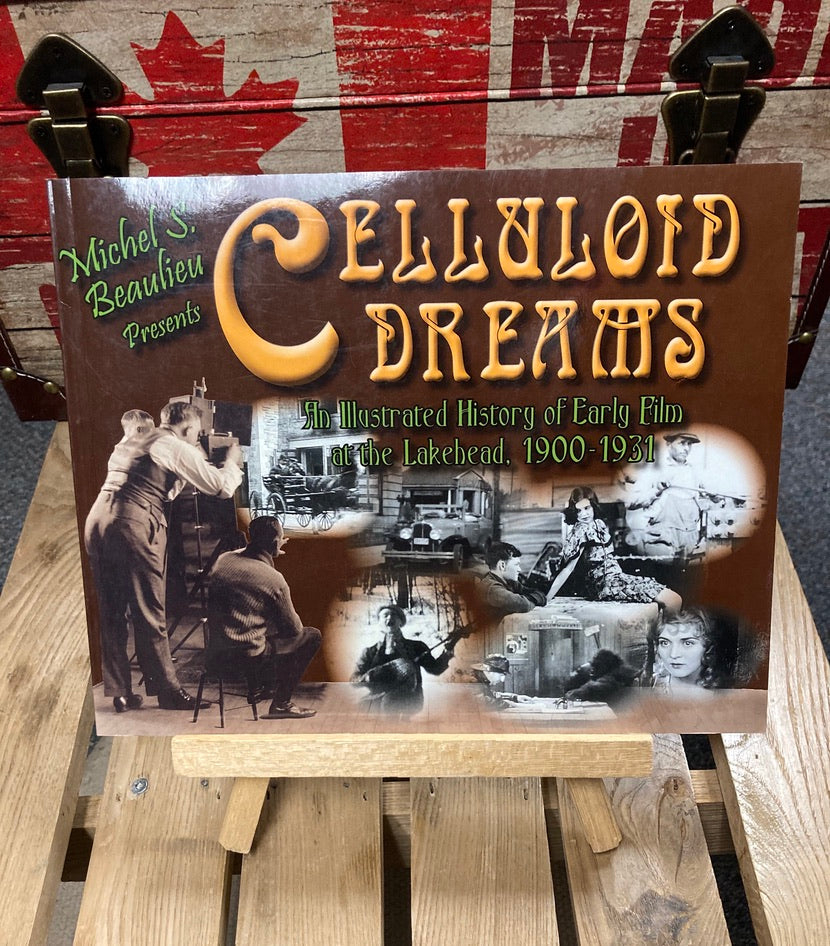 Michel S.
Beaulieu
Presents
CELLULOID
DREAMS
An Illustrated History of Early Film
at the Lakehead, 1900-1931